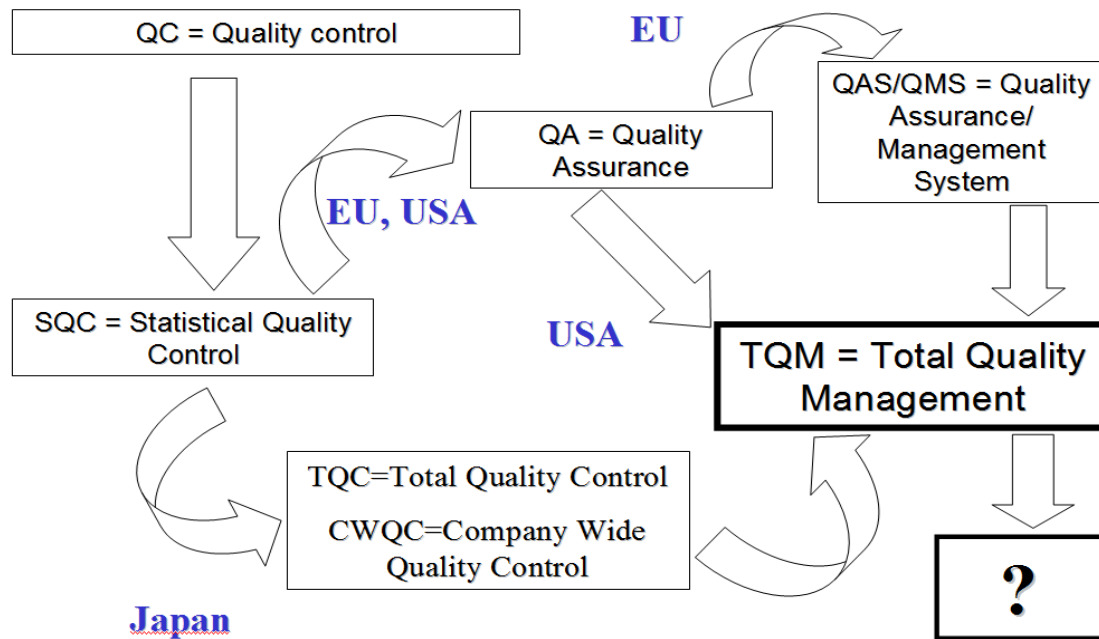 QC = Quality control
EU
QAS/QMS = Quality
Assurance/
Management
System
QA = Quality
Assurance
EU, USA
SQC = Statistical Quality
Control
USA
TQM = Total Quality
Management
TQC=Total Quality Control
CWQC=Company Wide
Quality Control
?
Japan